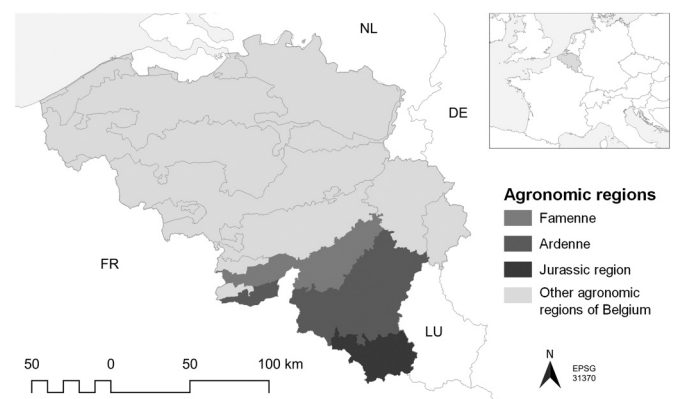 NL
DE
FR
LU
Agronomic regions
Famenne
Ardenne
Jurassic region
Other agronomic
regions of Belgium
50 0 50 100 km
N
EPSG
31370